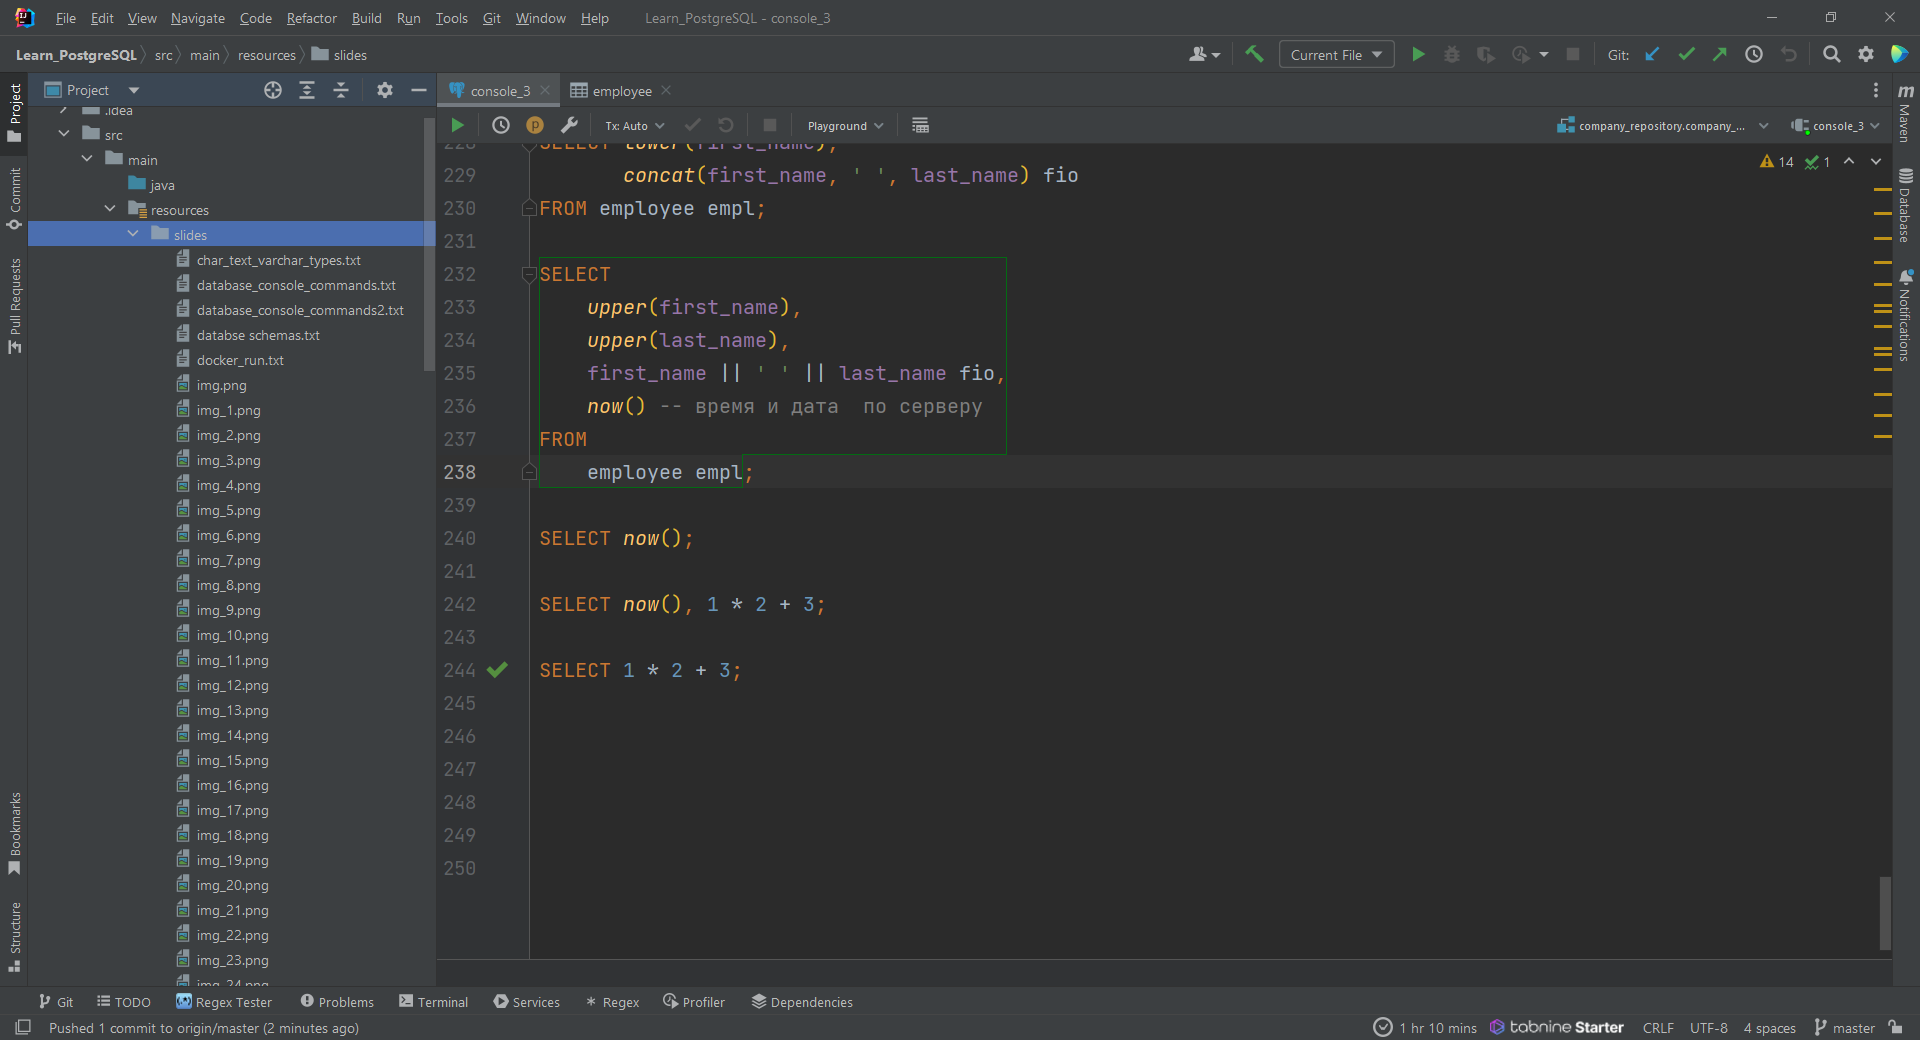 File Edit View Navigate Code Refactor Build Run Tools Git Window Help Learn_PostgreSQL - console_3
Learn_PostgreSQL src main resources slides Current File Git:
Project console_3 employee
Tx: Auto Playground company_repository.company_... console_3
14 1
.idea
src
main
java
resources
slides
char_text_varchar_types.txt
database_console_commands.txt
database_console_commands2.txt
databse schemas.txt
docker_run.txt
img.png
img_1.png
img_2.png
img_3.png
img_4.png
img_5.png
img_6.png
img_7.png
img_8.png
img_9.png
img_10.png
img_11.png
img_12.png
img_13.png
img_14.png
img_15.png
img_16.png
img_17.png
img_18.png
img_19.png
img_20.png
img_21.png
img_22.png
img_23.png
img_24.png
228 SELECT lower(first_name),
229 concat(first_name, ' ', last_name) fio
230 FROM employee empl;
231
232 SELECT
233 upper(first_name),
234 upper(last_name),
235 first_name || ' ' || last_name fio,
236 now() -- время и дата  по серверу
237 FROM
238 employee empl;
239
240 SELECT now();
241
242 SELECT now(), 1 * 2 + 3;
243
244 SELECT 1 * 2 + 3;
245
246
247
248
249
250
Project
Commit
Pull Requests
Bookmarks
Structure
m
Maven
Database
Notifications
Git TODO Regex Tester Problems Terminal Services Regex Profiler Dependencies
Pushed 1 commit to origin/master (2 minutes ago) 1 hr 10 mins tabnine Starter CRLF UTF-8 4 spaces master